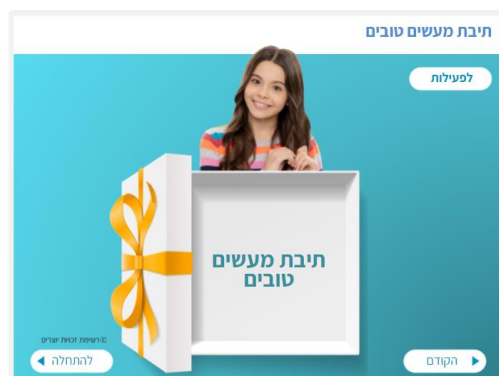 תיבת מעשים טובים
לפעילות
תיבת מעשים
טובים
©רשימת זכויות יוצרים
הקודם
להתחלה